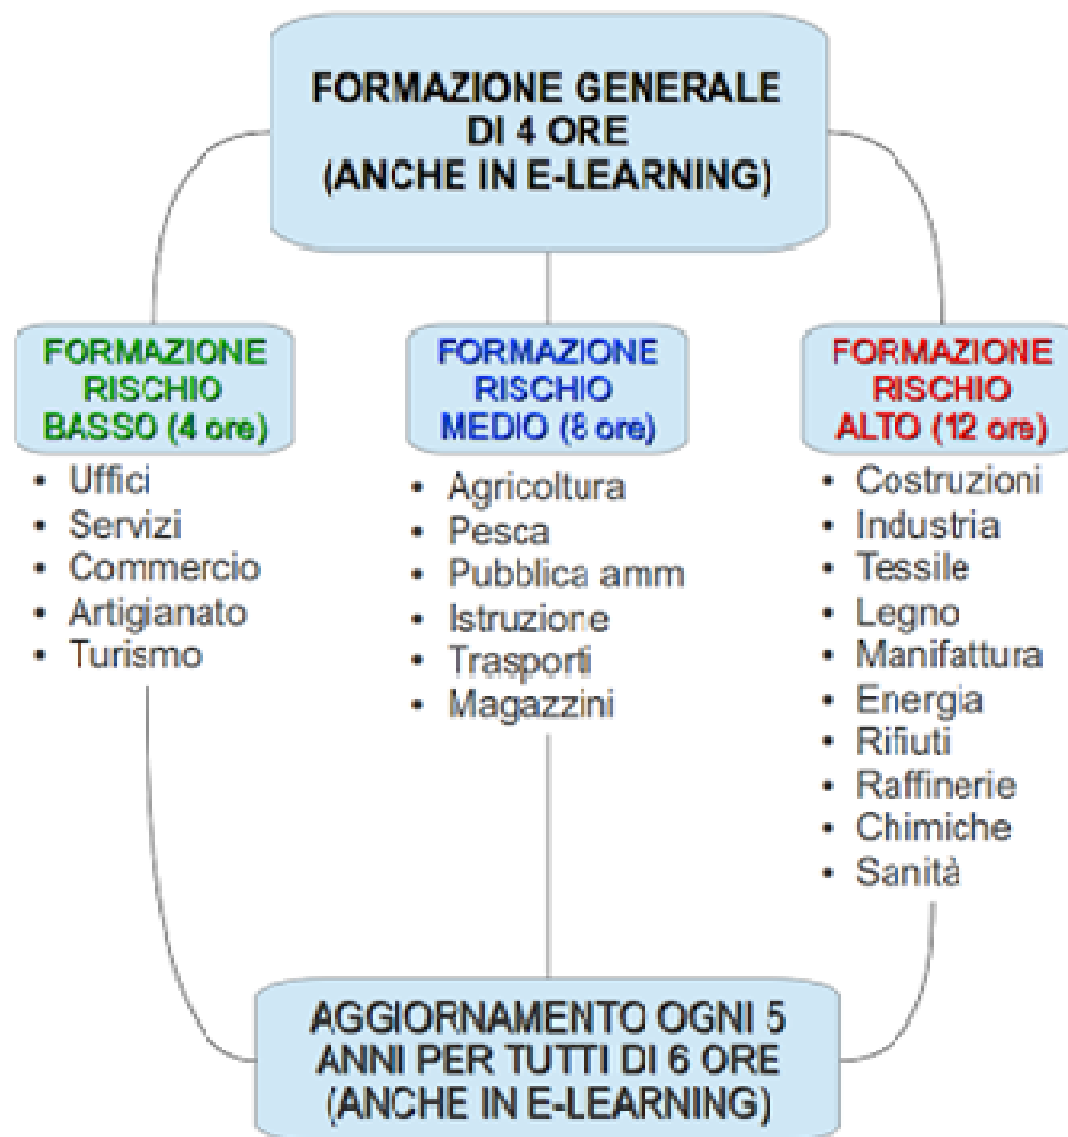 FORMAZIONE GENERALE
DI 4 ORE
(ANCHE IN E-LEARNING)
FORMAZIONE
RISCHIO
BASSO (4 ore)
• Uffici
• Servizi
• Commercio
• Artigianato
• Turismo
FORMAZIONE
RISCHIO
MEDIO (8 ore)
• Agricoltura
• Pesca
• Pubblica amm
• Istruzione
• Trasporti
• Magazzini
FORMAZIONE
RISCHIO
ALTO (12 ore)
• Costruzioni
• Industria
• Tessile
• Legno
• Manifattura
• Energia
• Rifiuti
• Raffinerie
• Chimiche
• Sanità
AGGIORNAMENTO OGNI 5
ANNI PER TUTTI DI 6 ORE
(ANCHE IN E-LEARNING)